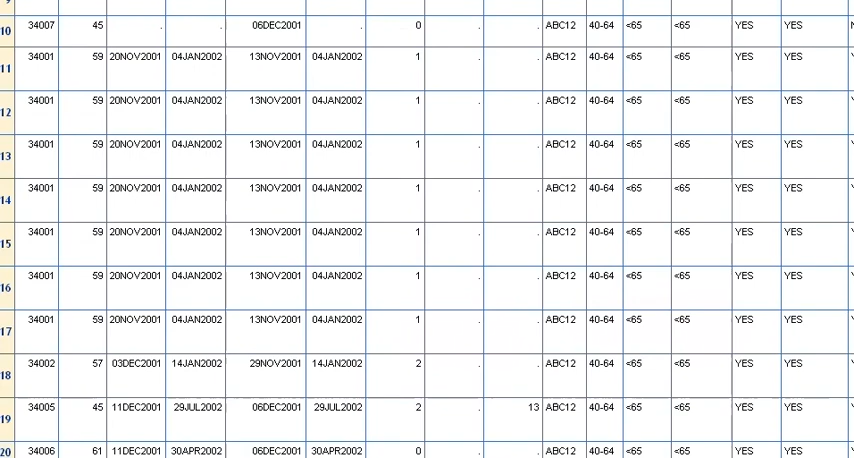 9
10 34007 45 . . 06DEC2001 . 0 . . ABC12 40-64 <65 <65 YES YES
11 34001 59 20NOV2001 04JAN2002 13NOV2001 04JAN2002 1 . . ABC12 40-64 <65 <65 YES YES
12 34001 59 20NOV2001 04JAN2002 13NOV2001 04JAN2002 1 . . ABC12 40-64 <65 <65 YES YES
13 34001 59 20NOV2001 04JAN2002 13NOV2001 04JAN2002 1 . . ABC12 40-64 <65 <65 YES YES
14 34001 59 20NOV2001 04JAN2002 13NOV2001 04JAN2002 1 . . ABC12 40-64 <65 <65 YES YES
15 34001 59 20NOV2001 04JAN2002 13NOV2001 04JAN2002 1 . . ABC12 40-64 <65 <65 YES YES
16 34001 59 20NOV2001 04JAN2002 13NOV2001 04JAN2002 1 . . ABC12 40-64 <65 <65 YES YES
17 34001 59 20NOV2001 04JAN2002 13NOV2001 04JAN2002 1 . . ABC12 40-64 <65 <65 YES YES
18 34002 57 03DEC2001 14JAN2002 29NOV2001 14JAN2002 2 . . ABC12 40-64 <65 <65 YES YES
19 34005 45 11DEC2001 29JUL2002 06DEC2001 29JUL2002 2 . 13 ABC12 40-64 <65 <65 YES YES
20 34006 61 11DEC2001 30APR2002 06DEC2001 30APR2002 0 . . ABC12 40-64 <65 <65 YES YES